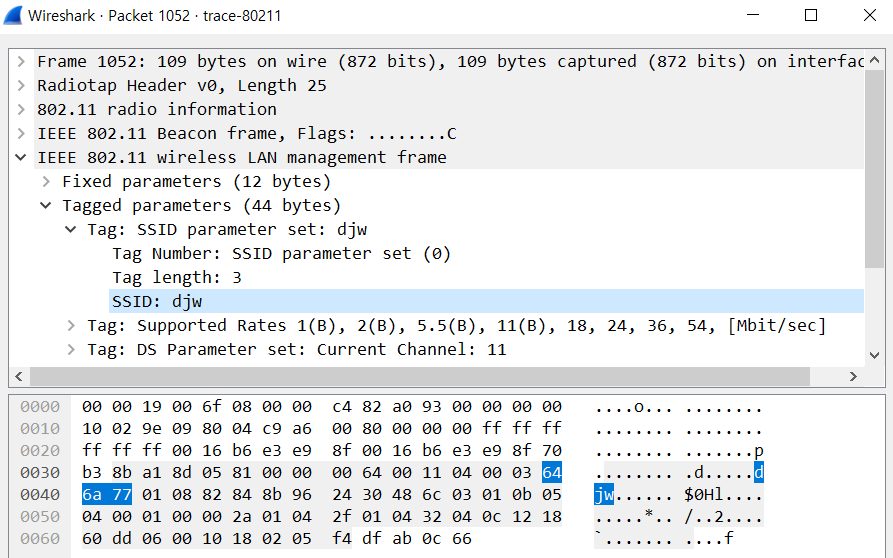 Wireshark · Packet 1052 · trace-80211
Frame 1052: 109 bytes on wire (872 bits), 109 bytes captured (872 bits) on interfac
Radiotap Header v0, Length 25
802.11 radio information
IEEE 802.11 Beacon frame, Flags: ........C
IEEE 802.11 wireless LAN management frame
Fixed parameters (12 bytes)
Tagged parameters (44 bytes)
Tag: SSID parameter set: djw
Tag Number: SSID parameter set (0)
Tag length: 3
SSID: djw
Tag: Supported Rates 1(B), 2(B), 5.5(B), 11(B), 18, 24, 36, 54, [Mbit/sec]
Tag: DS Parameter set: Current Channel: 11
0000 00 00 19 00 6f 08 00 00 c4 82 a0 93 00 00 00 00 ....o... ........
0010 10 02 9e 09 80 04 c9 a6 00 80 00 00 00 ff ff ff ........ ........
0020 ff ff ff 00 16 b6 e3 e9 8f 00 16 b6 e3 e9 8f 70 ........ .......p
0030 b3 8b a1 8d 05 81 00 00 00 64 00 11 04 00 03 64 ........ .d.....d
0040 6a 77 01 08 82 84 8b 96 24 30 48 6c 03 01 0b 05 jw...... $0Hl....
0050 04 00 01 00 00 2a 01 04 2f 01 04 32 04 0c 12 18 .....*.. /..2....
0060 60 dd 06 00 10 18 02 05 f4 df ab 0c 66 `....... ....f